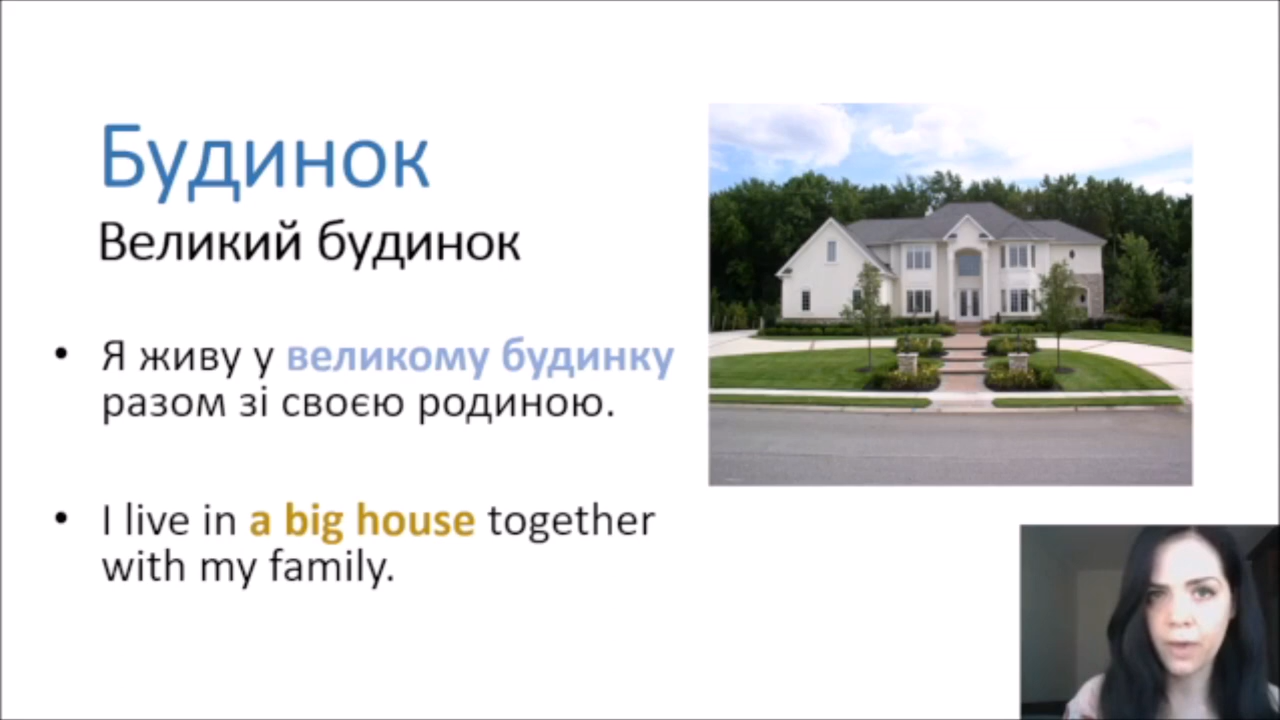 Будинок
Великий будинок
• Я живу у великому будинку
разом зі своєю родиною.
• I live in a big house together
with my family.